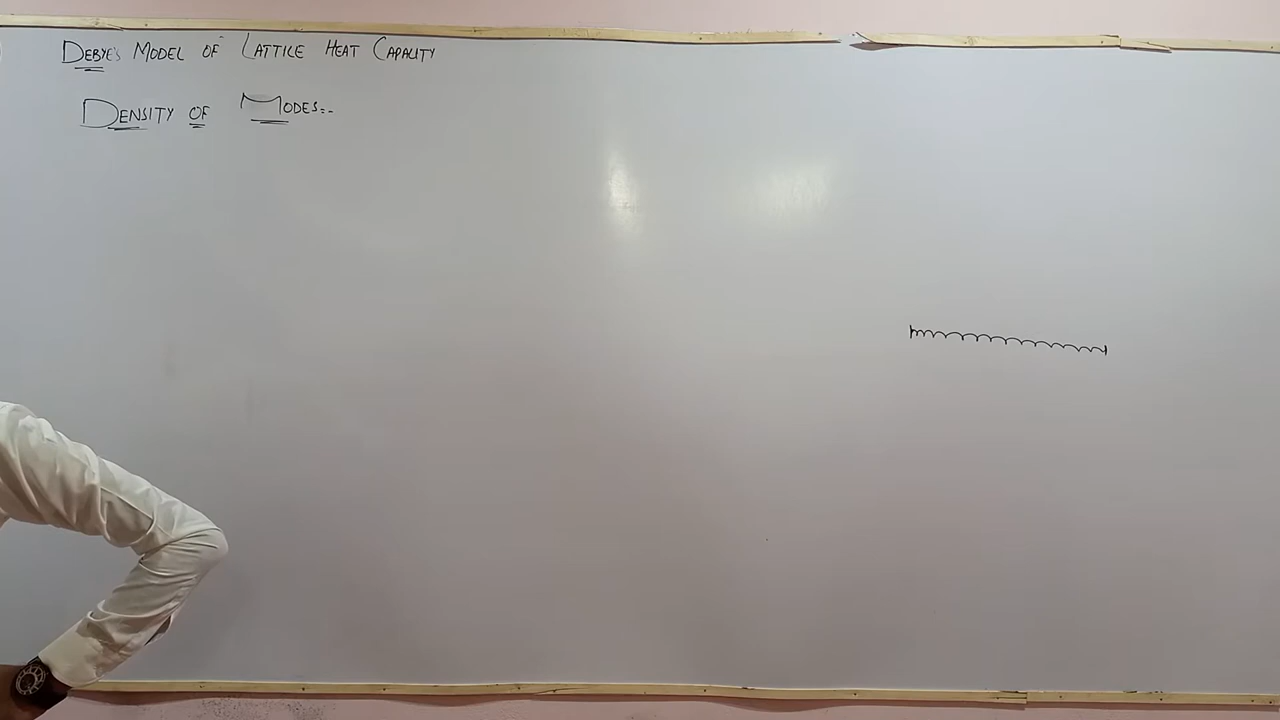 DEBYE'S MODEL OF LATTICE HEAT CAPACITY
DENSITY OF MODES:-